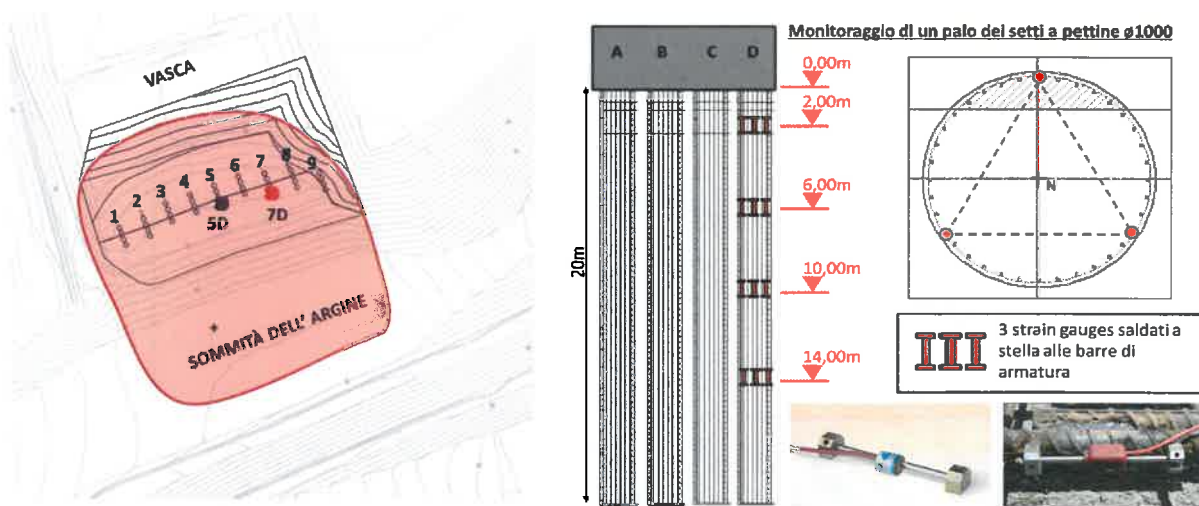 VASCA
1
2
3
4
5
6
7
8
9
5D
7D
SOMMITÀ DELL' ARGINE
20m
A B C D
Monitoraggio di un palo dei setti a pettine ø1000
0,00m
2,00m
6,00m
10,00m
14,00m
N
3 strain gauges saldati a
stella alle barre di
armatura